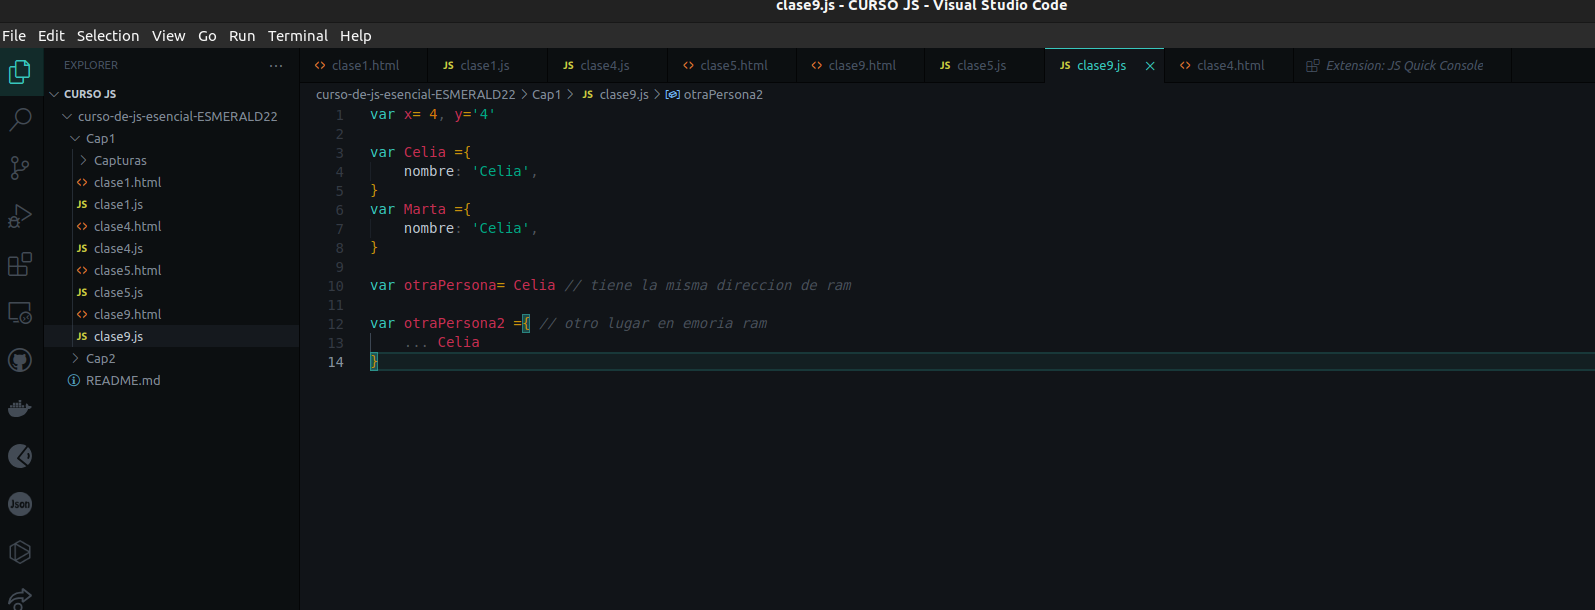 clase9.js - CURSO JS - Visual Studio Code
File Edit Selection View Go Run Terminal Help
EXPLORER ...
clase1.html JS clase1.js JS clase4.js clase5.html clase9.html JS clase5.js JS clase9.js × clase4.html Extension: JS Quick Console
CURSO JS
curso-de-js-esencial-ESMERALD22
Cap1
Capturas
clase1.html
JS clase1.js
clase4.html
JS clase4.js
clase5.html
JS clase5.js
clase9.html
JS clase9.js
Cap2
README.md
Json
curso-de-js-esencial-ESMERALD22 > Cap1 > JS clase9.js > otraPersona2
1 var x= 4, y='4'
2
3 var Celia ={
4 nombre: 'Celia',
5 }
6 var Marta ={
7 nombre: 'Celia',
8 }
9
10 var otraPersona= Celia // tiene la misma direccion de ram
11
12 var otraPersona2 ={ // otro lugar en emoria ram
13 ... Celia
14 }